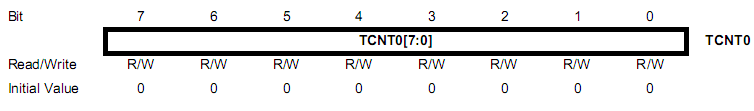 Bit 7 6 5 4 3 2 1 0
TCNT0[7:0] TCNT0
Read/Write R/W R/W R/W R/W R/W R/W R/W R/W
Initial Value 0 0 0 0 0 0 0 0